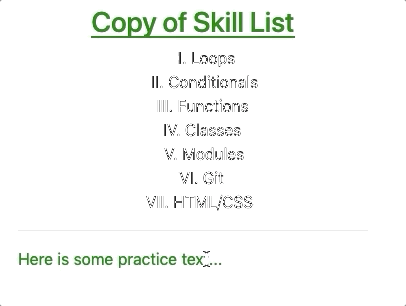 Copy of Skill List
I. Loops
II. Conditionals
III. Functions
IV. Classes
V. Modules
VI. Git
VII. HTML/CSS
Here is some practice text...